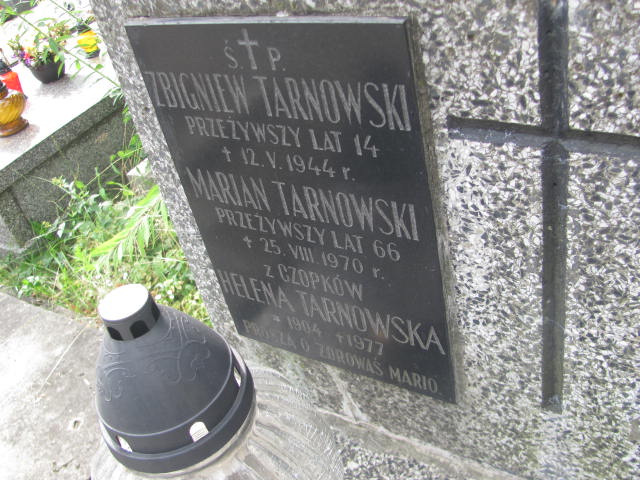 Ś † P.
ZBIGNIEW TARNOWSKI
PRZEŻYWSZY LAT 14
† 12.V.1944 r.
MARIAN TARNOWSKI
PRZEŻYWSZY LAT 66
† 25.VIII 1970 r.
Z CZOPKÓW
HELENA TARNOWSKA
* 1904 † 1977
PROSZĄ O ZDROWAŚ MARIO